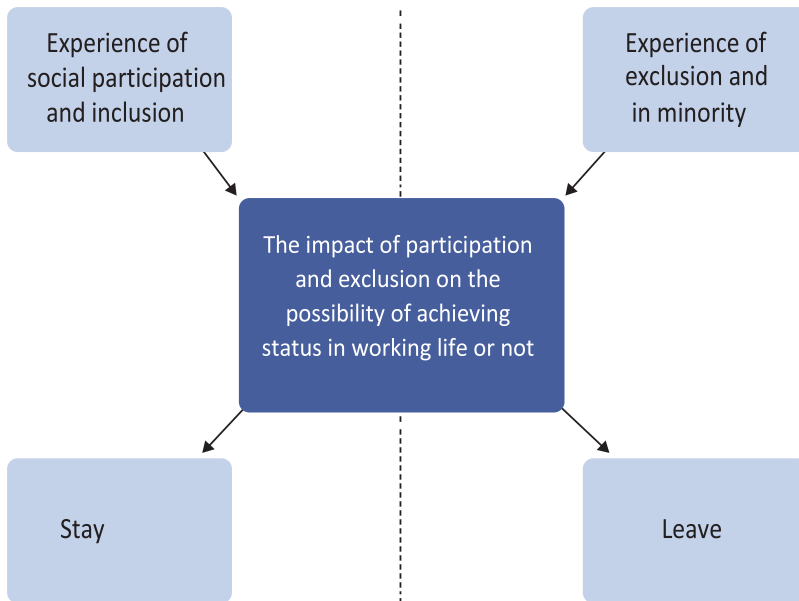 Experience of
social participation
and inclusion
Experience of
exclusion and
in minority
The impact of participation
and exclusion on the
possibility of achieving
status in working life or not
Stay
Leave